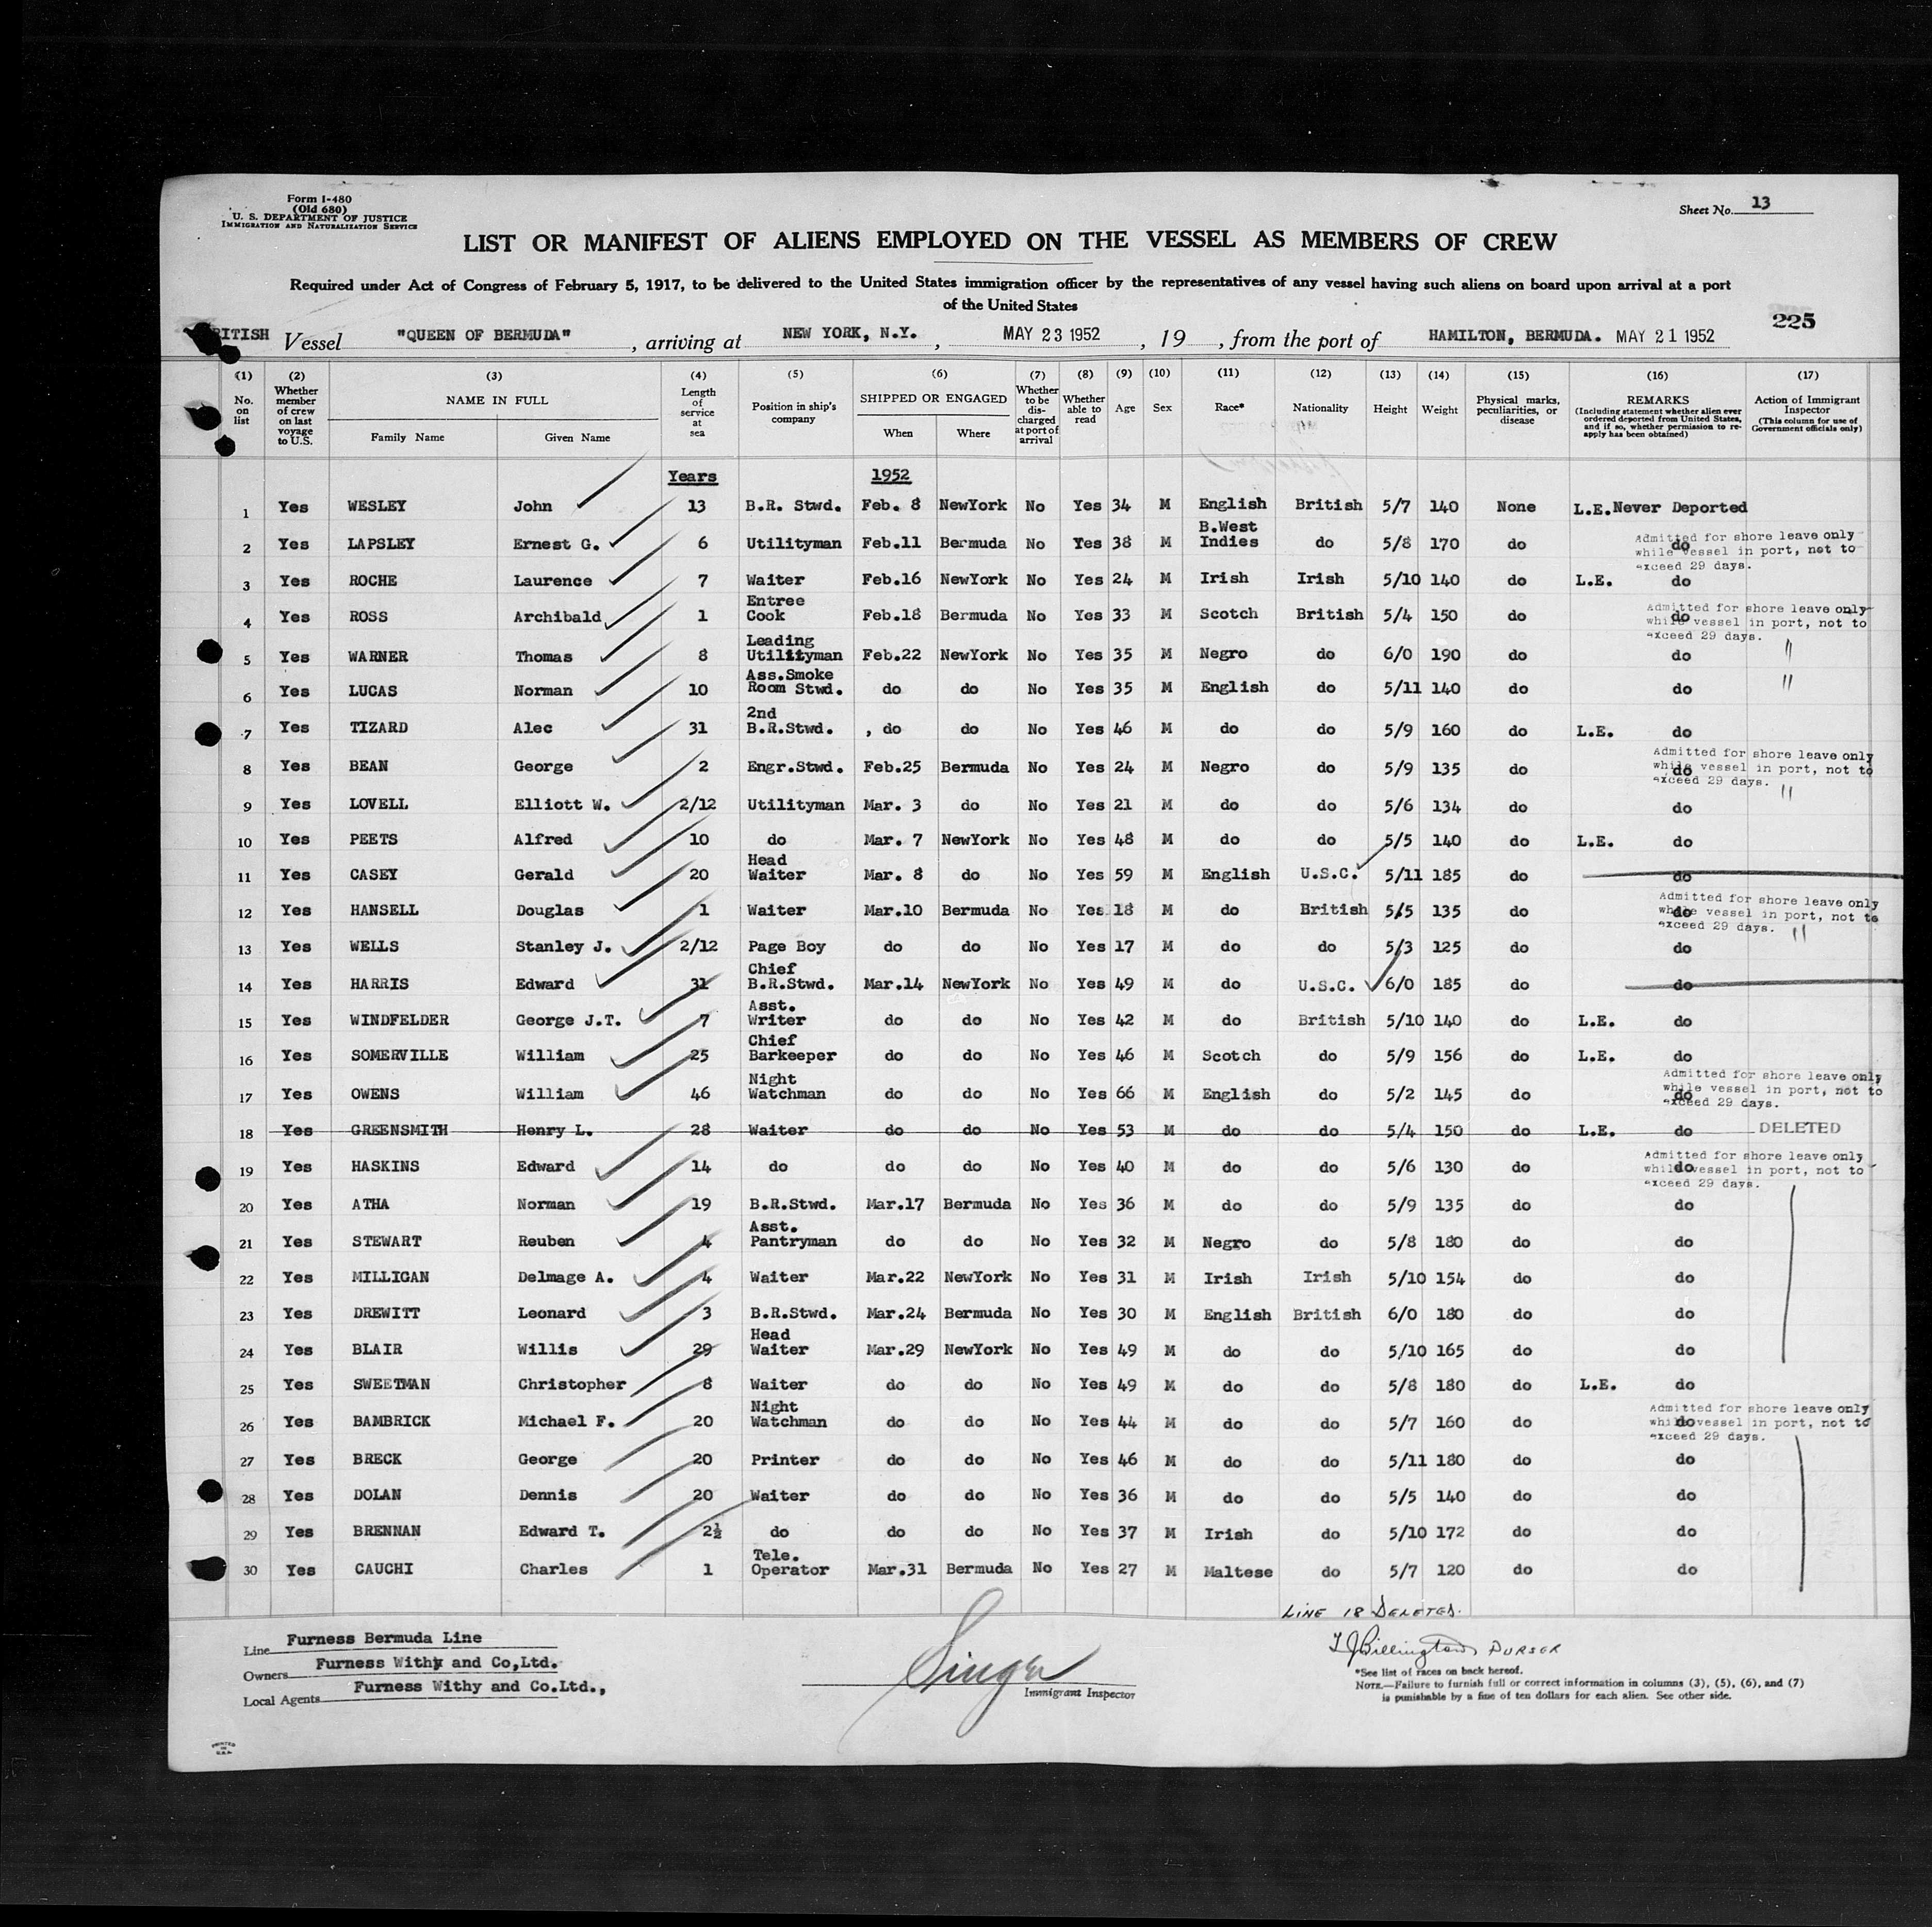 Form I-480
(Old 680)
U. S. DEPARTMENT OF JUSTICE
IMMIGRATION AND NATURALIZATION SERVICE
Sheet No. 13
LIST OR MANIFEST OF ALIENS EMPLOYED ON THE VESSEL AS MEMBERS OF CREW
Required under Act of Congress of February 5, 1917, to be delivered to the United States immigration officer by the representatives of any vessel having such aliens on board upon arrival at a port
of the United States
225
Vessel "QUEEN OF BERMUDA", arriving at NEW YORK, N.Y., MAY 23 1952, 19, from the port of HAMILTON, BERMUDA. MAY 21 1952
(1) (2) (3) (4) (5) (6) (7) (8) (9) (10) (11) (12) (13) (14) (15) (16) (17)
No. on list
Whether member of crew on last voyage to U.S.
NAME IN FULL
Family Name Given Name
Length of service at sea
Position in ship's company
SHIPPED OR ENGAGED
When Where
Whether to be discharged at port of arrival
Whether able to read
Age
Sex
Race*
Nationality
Height
Weight
Physical marks, peculiarities, or disease
REMARKS
(Including statement whether alien ever ordered deported from United States, and if so, whether permission to re-apply has been obtained)
Action of Immigrant Inspector
(This column for use of Government officials only)
Years 1952
1 Yes WESLEY John 13 B.R. Stwd. Feb. 8 NewYork No Yes 34 M English British 5/7 140 None L.E. Never Deported
2 Yes LAPSLEY Ernest G. 6 Utilityman Feb.11 Bermuda No Yes 38 M B.West Indies do 5/8 170 do do Admitted for shore leave only while vessel in port, not to exceed 29 days.
3 Yes ROCHE Laurence 7 Waiter Feb.16 NewYork No Yes 24 M Irish Irish 5/10 140 do L.E. do
4 Yes ROSS Archibald 1 Entree Cook Feb.18 Bermuda No Yes 33 M Scotch British 5/4 150 do do Admitted for shore leave only while vessel in port, not to exceed 29 days.
5 Yes WARNER Thomas 8 Leading Utilityman Feb.22 NewYork No Yes 35 M Negro do 6/0 190 do do "
6 Yes LUCAS Norman 10 Ass.Smoke Room Stwd. do do No Yes 35 M English do 5/11 140 do do "
7 Yes TIZARD Alec 31 2nd B.R.Stwd. , do do No Yes 46 M do do 5/9 160 do L.E. do
8 Yes BEAN George 2 Engr.Stwd. Feb.25 Bermuda No Yes 24 M Negro do 5/9 135 do do Admitted for shore leave only while vessel in port, not to exceed 29 days.
9 Yes LOVELL Elliott W. 2/12 Utilityman Mar. 3 do No Yes 21 M do do 5/6 134 do do "
10 Yes PEETS Alfred 10 do Mar. 7 NewYork No Yes 48 M do do 5/5 140 do L.E. do
11 Yes CASEY Gerald 20 Head Waiter Mar. 8 do No Yes 59 M English U.S.C. 5/11 185 do do
12 Yes HANSELL Douglas 1 Waiter Mar.10 Bermuda No Yes 18 M do British 5/5 135 do do Admitted for shore leave only while vessel in port, not to exceed 29 days.
13 Yes WELLS Stanley J. 2/12 Page Boy do do No Yes 17 M do do 5/3 125 do do "
14 Yes HARRIS Edward 31 Chief B.R.Stwd. Mar.14 NewYork No Yes 49 M do U.S.C. 6/0 185 do do
15 Yes WINDFELDER George J.T. 7 Asst. Writer do do No Yes 42 M do British 5/10 140 do L.E. do
16 Yes SOMERVILLE William 25 Chief Barkeeper do do No Yes 46 M Scotch do 5/9 156 do L.E. do
17 Yes OWENS William 46 Night Watchman do do No Yes 66 M English do 5/2 145 do do Admitted for shore leave only while vessel in port, not to exceed 29 days.
18 Yes GREENSMITH Henry L. 28 Waiter do do No Yes 53 M do do 5/4 150 do L.E. do DELETED
19 Yes HASKINS Edward 14 do do do No Yes 40 M do do 5/6 130 do do Admitted for shore leave only while vessel in port, not to exceed 29 days.
20 Yes ATHA Norman 19 B.R.Stwd. Mar.17 Bermuda No Yes 36 M do do 5/9 135 do do
21 Yes STEWART Reuben 4 Asst. Pantryman do do No Yes 32 M Negro do 5/8 180 do do
22 Yes MILLIGAN Delmage A. 4 Waiter Mar.22 NewYork No Yes 31 M Irish Irish 5/10 154 do do
23 Yes DREWITT Leonard 3 B.R.Stwd. Mar.24 Bermuda No Yes 30 M English British 6/0 180 do do
24 Yes BLAIR Willis 29 Head Waiter Mar.29 NewYork No Yes 49 M do do 5/10 165 do do
25 Yes SWEETMAN Christopher 8 Waiter do do No Yes 49 M do do 5/8 180 do L.E. do
26 Yes BAMBRICK Michael F. 20 Night Watchman do do No Yes 44 M do do 5/7 160 do do Admitted for shore leave only while vessel in port, not to exceed 29 days.
27 Yes BRECK George 20 Printer do do No Yes 46 M do do 5/11 180 do do
28 Yes DOLAN Dennis 20 Waiter do do No Yes 36 M do do 5/5 140 do do
29 Yes BRENNAN Edward T. 2½ do do do No Yes 37 M Irish do 5/10 172 do do
30 Yes CAUCHI Charles 1 Tele. Operator Mar.31 Bermuda No Yes 27 M Maltese do 5/7 120 do do
LINE 18 DELETED.
Line Furness Bermuda Line
Owners Furness Withy and Co,Ltd.
Local Agents Furness Withy and Co.Ltd.,
Singer
Immigrant Inspector
Billington PURSER
*See list of races on back hereof.
NOTE.—Failure to furnish full or correct information in columns (3), (5), (6), and (7)
is punishable by a fine of ten dollars for each alien. See other side.
PRINTED
IN
U.S.A.